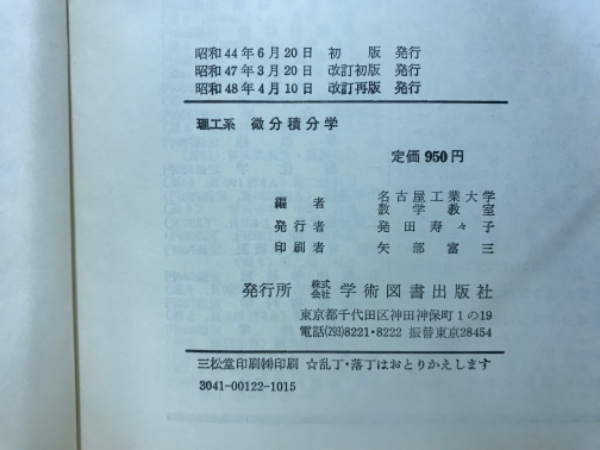 昭和44年6月20日 初版 発行
昭和47年3月20日 改訂初版 発行
昭和48年4月10日 改訂再版 発行
理工系 微分積分学
定価 950円
編者 名古屋工業大学
数学教室
発行者 発田寿々子
印刷者 矢部富三
発行所 株式会社 学術図書出版社
東京都千代田区神田神保町1の19
電話(293)8221・8222 振替東京28454
三松堂印刷㈱印刷 ☆乱丁・落丁はおとりかえします
3041-00122-1015